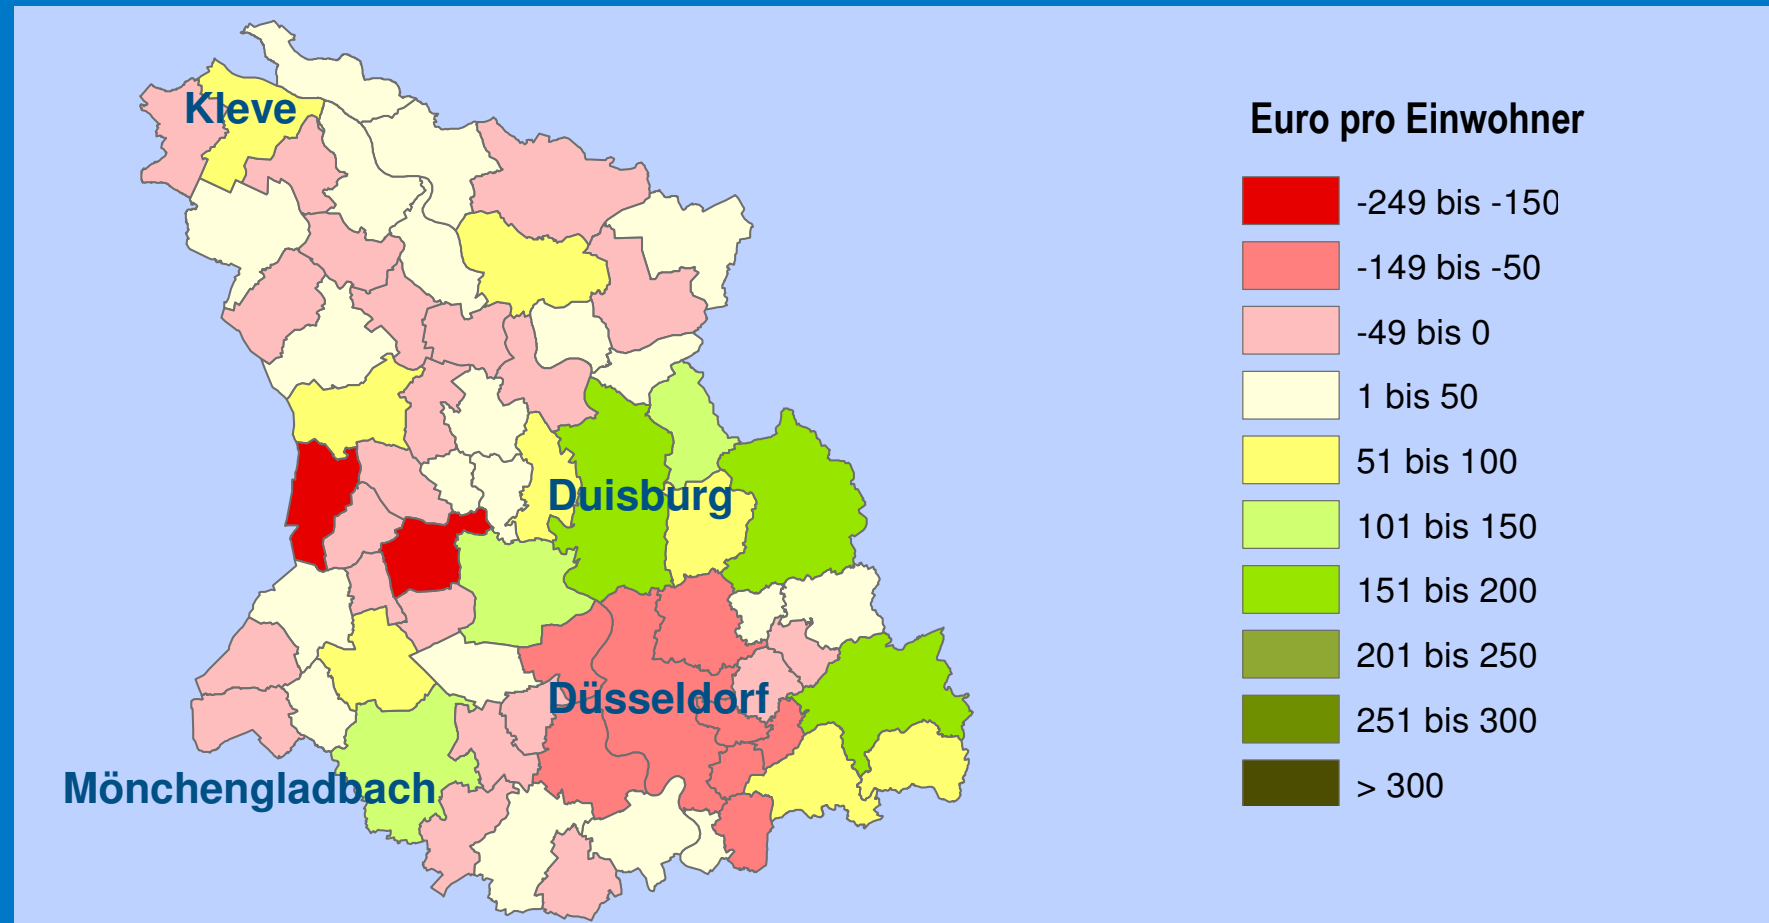 Kleve
Duisburg
Düsseldorf
Mönchengladbach
Euro pro Einwohner
-249 bis -150
-149 bis -50
-49 bis 0
1 bis 50
51 bis 100
101 bis 150
151 bis 200
201 bis 250
251 bis 300
> 300